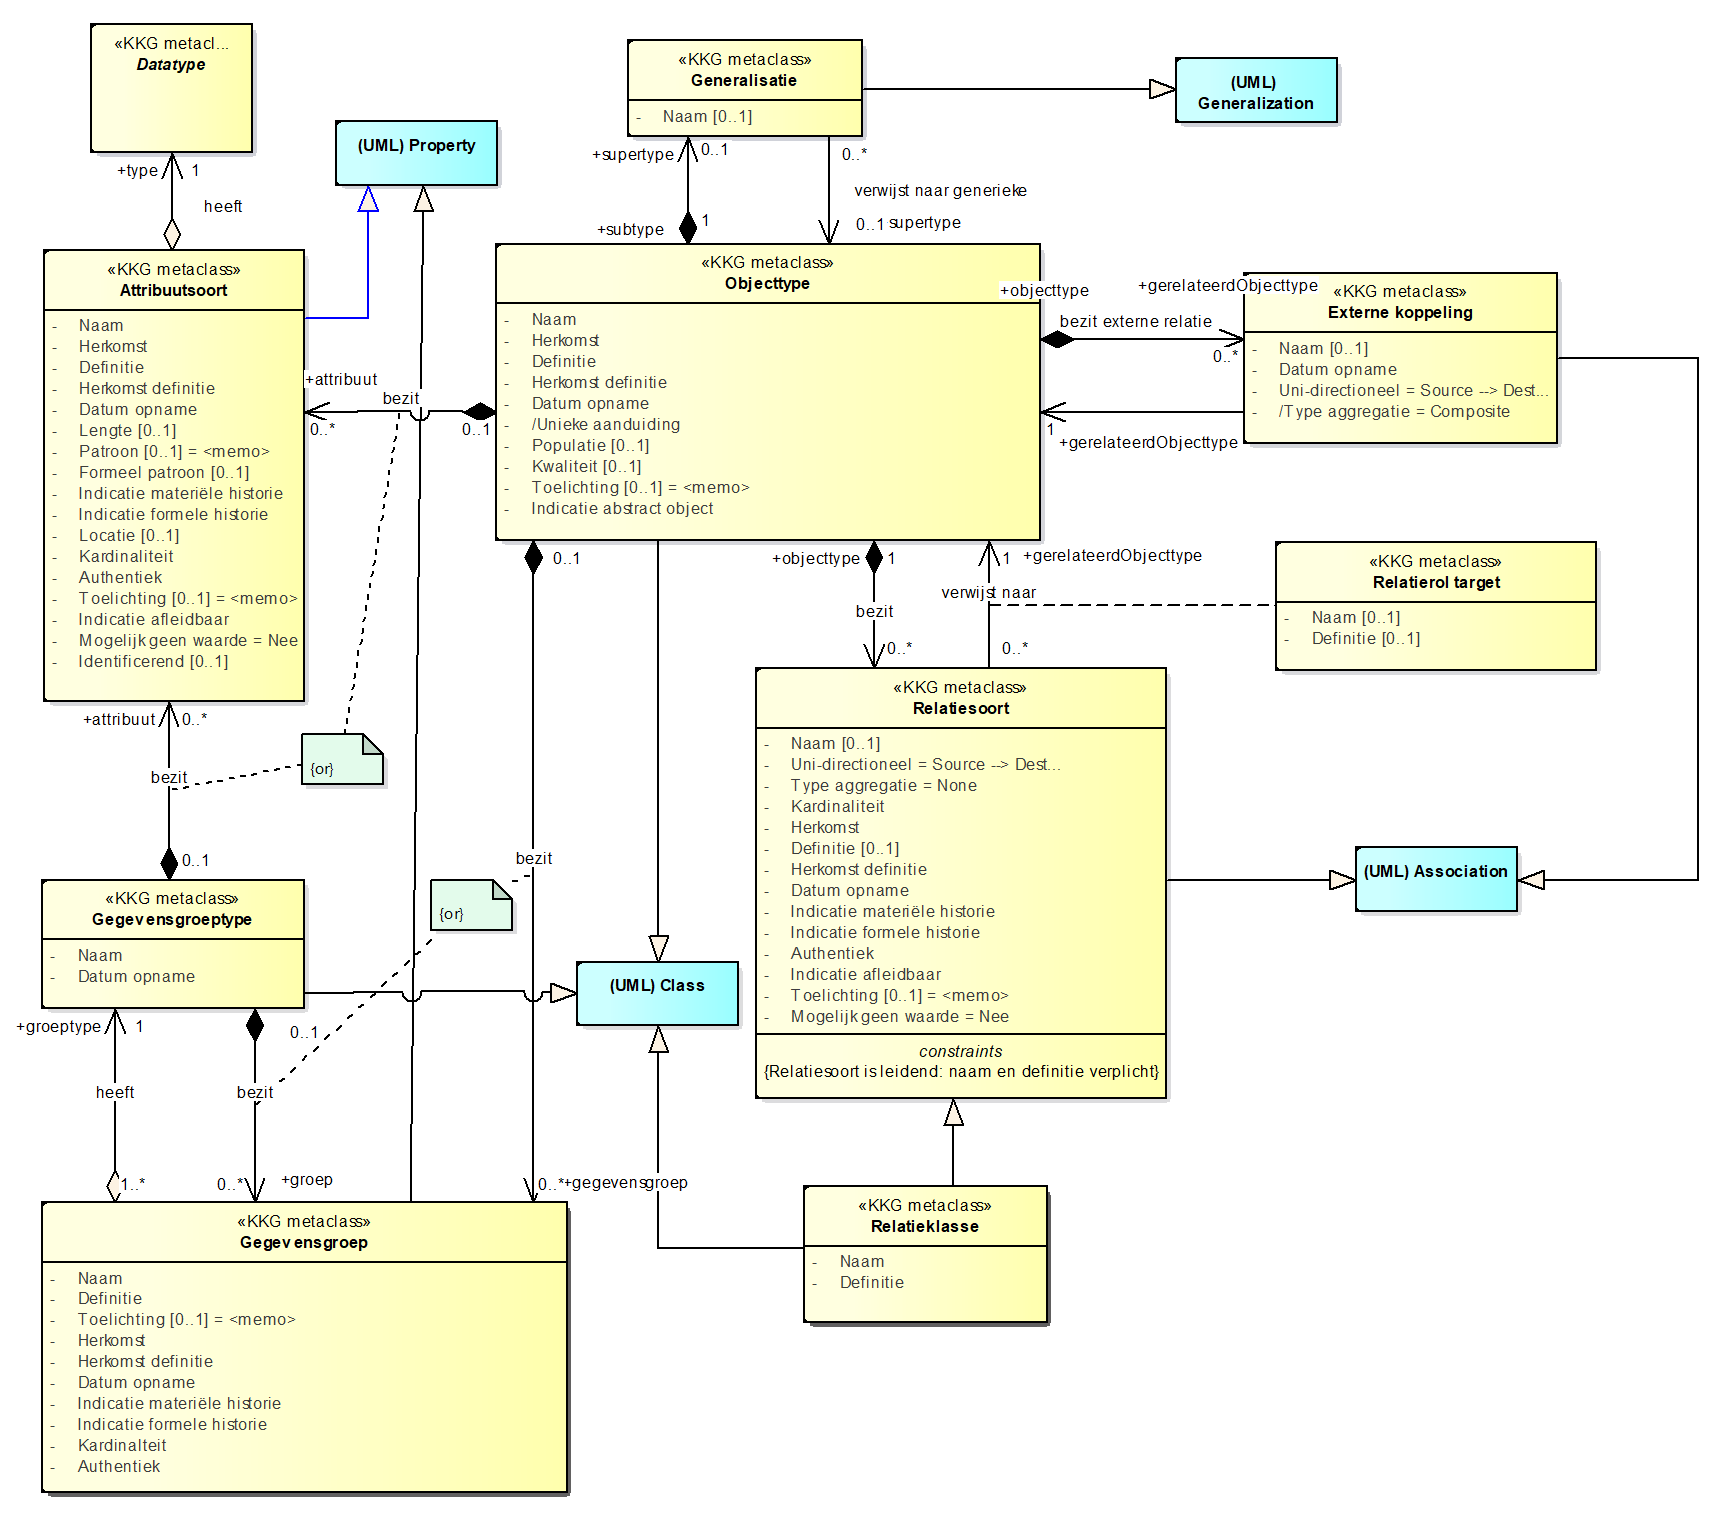 «KKG metacl...
Datatype
+type
1
heeft
(UML) Property
«KKG metaclass»
Generalisatie
- Naam [0..1]
(UML)
Generalization
+supertype
0..1
0..*
verwijst naar generieke
0..1
supertype
+subtype
1
«KKG metaclass»
Attribuutsoort
- Naam
- Herkomst
- Definitie
- Herkomst definitie
- Datum opname
- Lengte [0..1]
- Patroon [0..1] = <memo>
- Formeel patroon [0..1]
- Indicatie materiële historie
- Indicatie formele historie
- Locatie [0..1]
- Kardinaliteit
- Authentiek
- Toelichting [0..1] = <memo>
- Indicatie afleidbaar
- Mogelijk geen waarde = Nee
- Identificerend [0..1]
+attribuut
bezit
0..*
0..1
«KKG metaclass»
Objecttype
- Naam
- Herkomst
- Definitie
- Herkomst definitie
- Datum opname
- /Unieke aanduiding
- Populatie [0..1]
- Kwaliteit [0..1]
- Toelichting [0..1] = <memo>
- Indicatie abstract object
+objecttype
+gerelateerdObjecttype
bezit externe relatie
0..*
1
+gerelateerdObjecttype
«KKG metaclass»
Externe koppeling
- Naam [0..1]
- Datum opname
- Uni-directioneel = Source --> Dest...
- /Type aggregatie = Composite
0..1
+objecttype
1
bezit
0..*
1
+gerelateerdObjecttype
verwijst naar
0..*
«KKG metaclass»
Relatierol target
- Naam [0..1]
- Definitie [0..1]
«KKG metaclass»
Relatiesoort
- Naam [0..1]
- Uni-directioneel = Source --> Dest...
- Type aggregatie = None
- Kardinaliteit
- Herkomst
- Definitie [0..1]
- Herkomst definitie
- Datum opname
- Indicatie materiële historie
- Indicatie formele historie
- Authentiek
- Indicatie afleidbaar
- Toelichting [0..1] = <memo>
- Mogelijk geen waarde = Nee
constraints
{Relatiesoort is leidend: naam en definitie verplicht}
(UML) Association
+attribuut
0..*
bezit
{or}
0..1
«KKG metaclass»
Gegevensgroeptype
- Naam
- Datum opname
{or}
bezit
(UML) Class
+groeptype
1
heeft
1..*
0..1
bezit
0..*
+groep
0..*
+gegevensgroep
«KKG metaclass»
Gegevensgroep
- Naam
- Definitie
- Toelichting [0..1] = <memo>
- Herkomst
- Herkomst definitie
- Datum opname
- Indicatie materiële historie
- Indicatie formele historie
- Kardinalteit
- Authentiek
«KKG metaclass»
Relatieklasse
- Naam
- Definitie